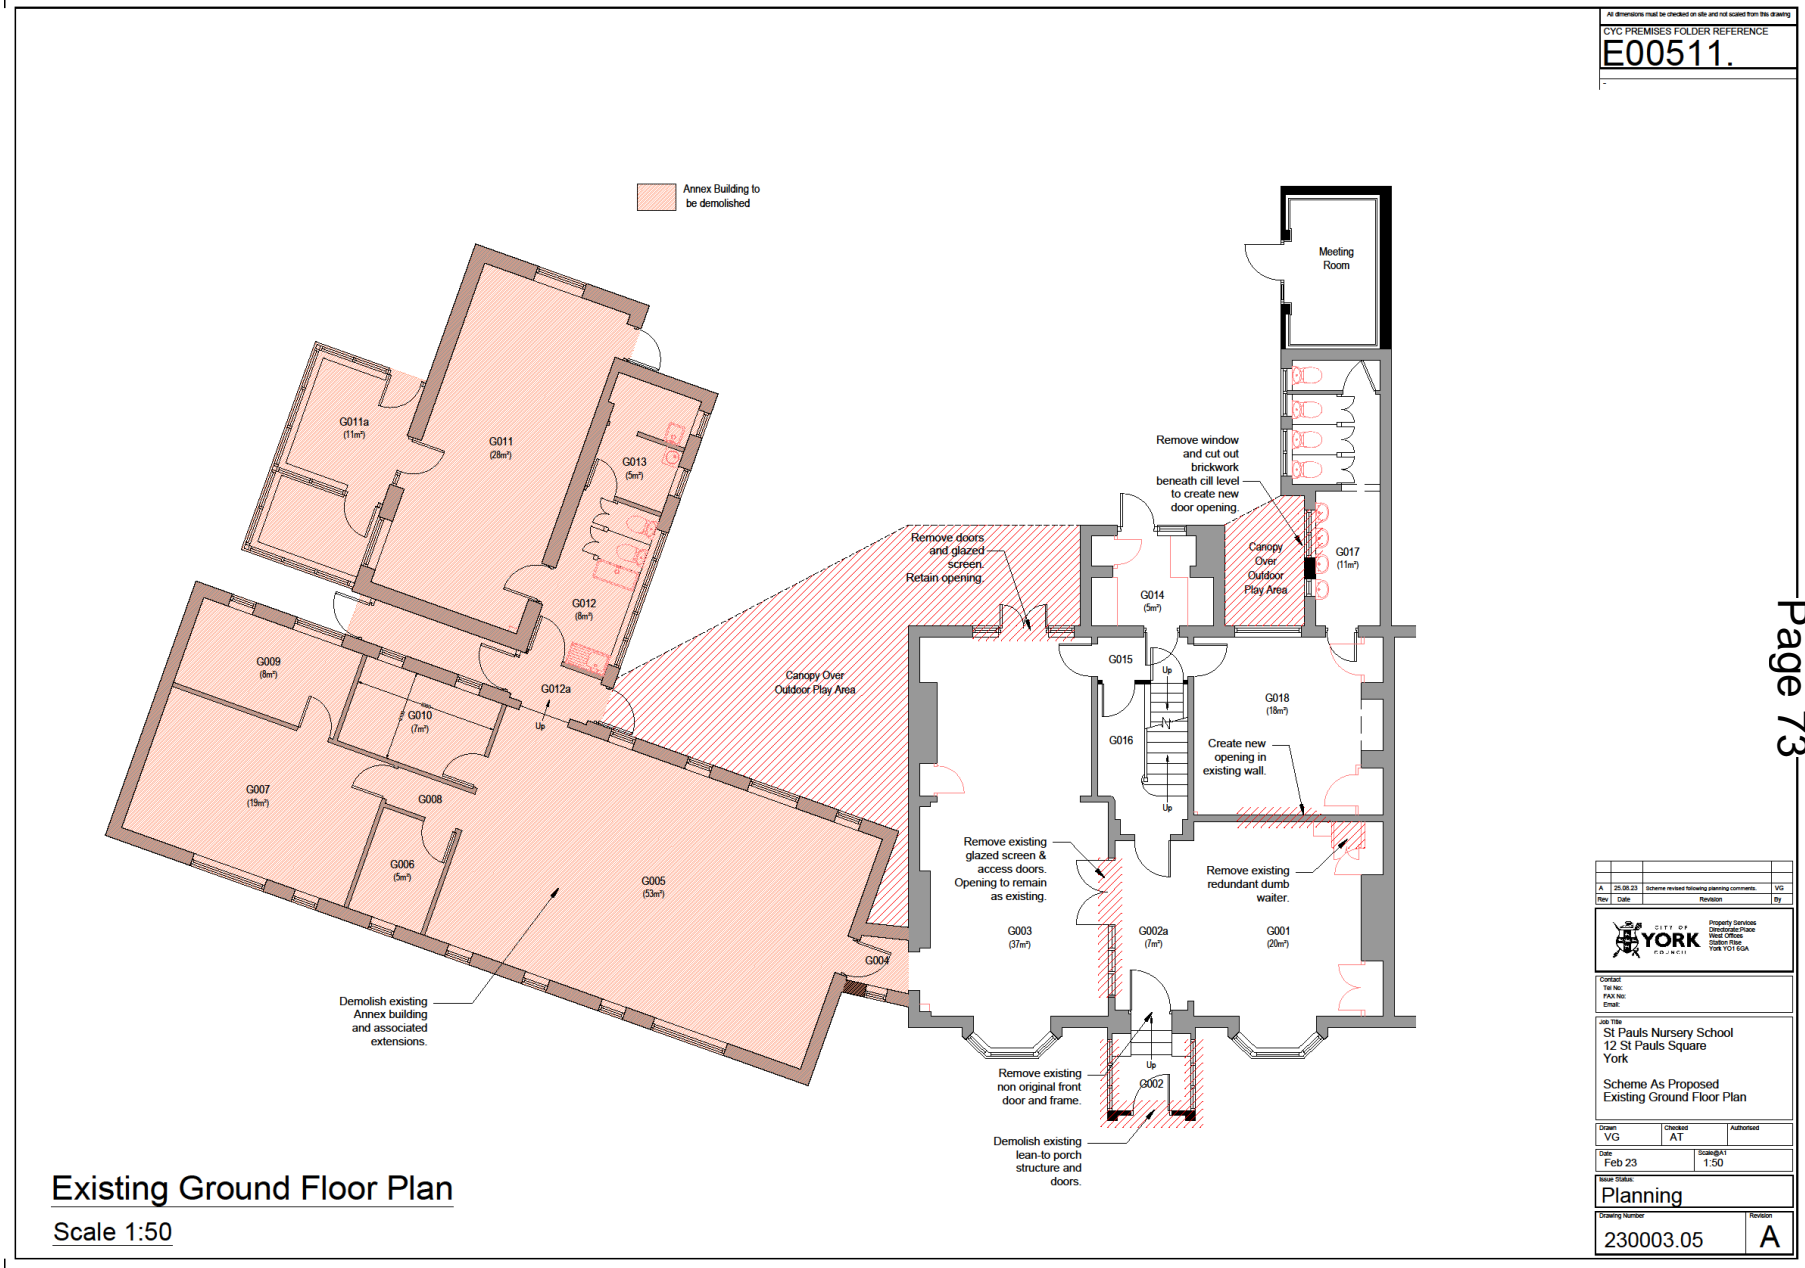 All dimensions must be checked on site and not scaled from this drawing
CYC PREMISES FOLDER REFERENCE
E00511.
-
Annex Building to
be demolished
Meeting
Room
G011a
(11m²)
G011
(28m²)
G013
(5m²)
Remove window
and cut out
brickwork
beneath cill level
to create new
door opening.
Remove doors
and glazed
screen.
Retain opening.
Canopy
Over
Outdoor
Play Area
G017
(11m²)
G014
(5m²)
G012
(8m²)
Page 73
G009
(8m²)
G012a
Up
G010
(7m²)
Canopy Over
Outdoor Play Area
G015
Up
G018
(18m²)
G016
Create new
opening in
existing wall.
Up
G007
(19m²)
G008
G006
(5m²)
G005
(53m²)
Remove existing
glazed screen &
access doors.
Opening to remain
as existing.
Remove existing
redundant dumb
waiter.
G003
(37m²)
G002a
(7m²)
G001
(20m²)
G004
Demolish existing
Annex building
and associated
extensions.
Up
G002
Remove existing
non original front
door and frame.
Demolish existing
lean-to porch
structure and
doors.
Existing Ground Floor Plan
Scale 1:50
A 25.08.23 Scheme revised following planning comments. VG
Rev Date Revision By
CITY OF
YORK
COUNCIL
Property Services
Directorate:Place
West Offices
Station Rise
York YO1 6GA
Contact
Tel No:
FAX No:
Email:
Job Title
St Pauls Nursery School
12 St Pauls Square
York
Scheme As Proposed
Existing Ground Floor Plan
Drawn
VG
Checked
AT
Authorised
Date
Feb 23
Scale@A1
1:50
Issue Status:
Planning
Drawing Number
230003.05
Revision
A